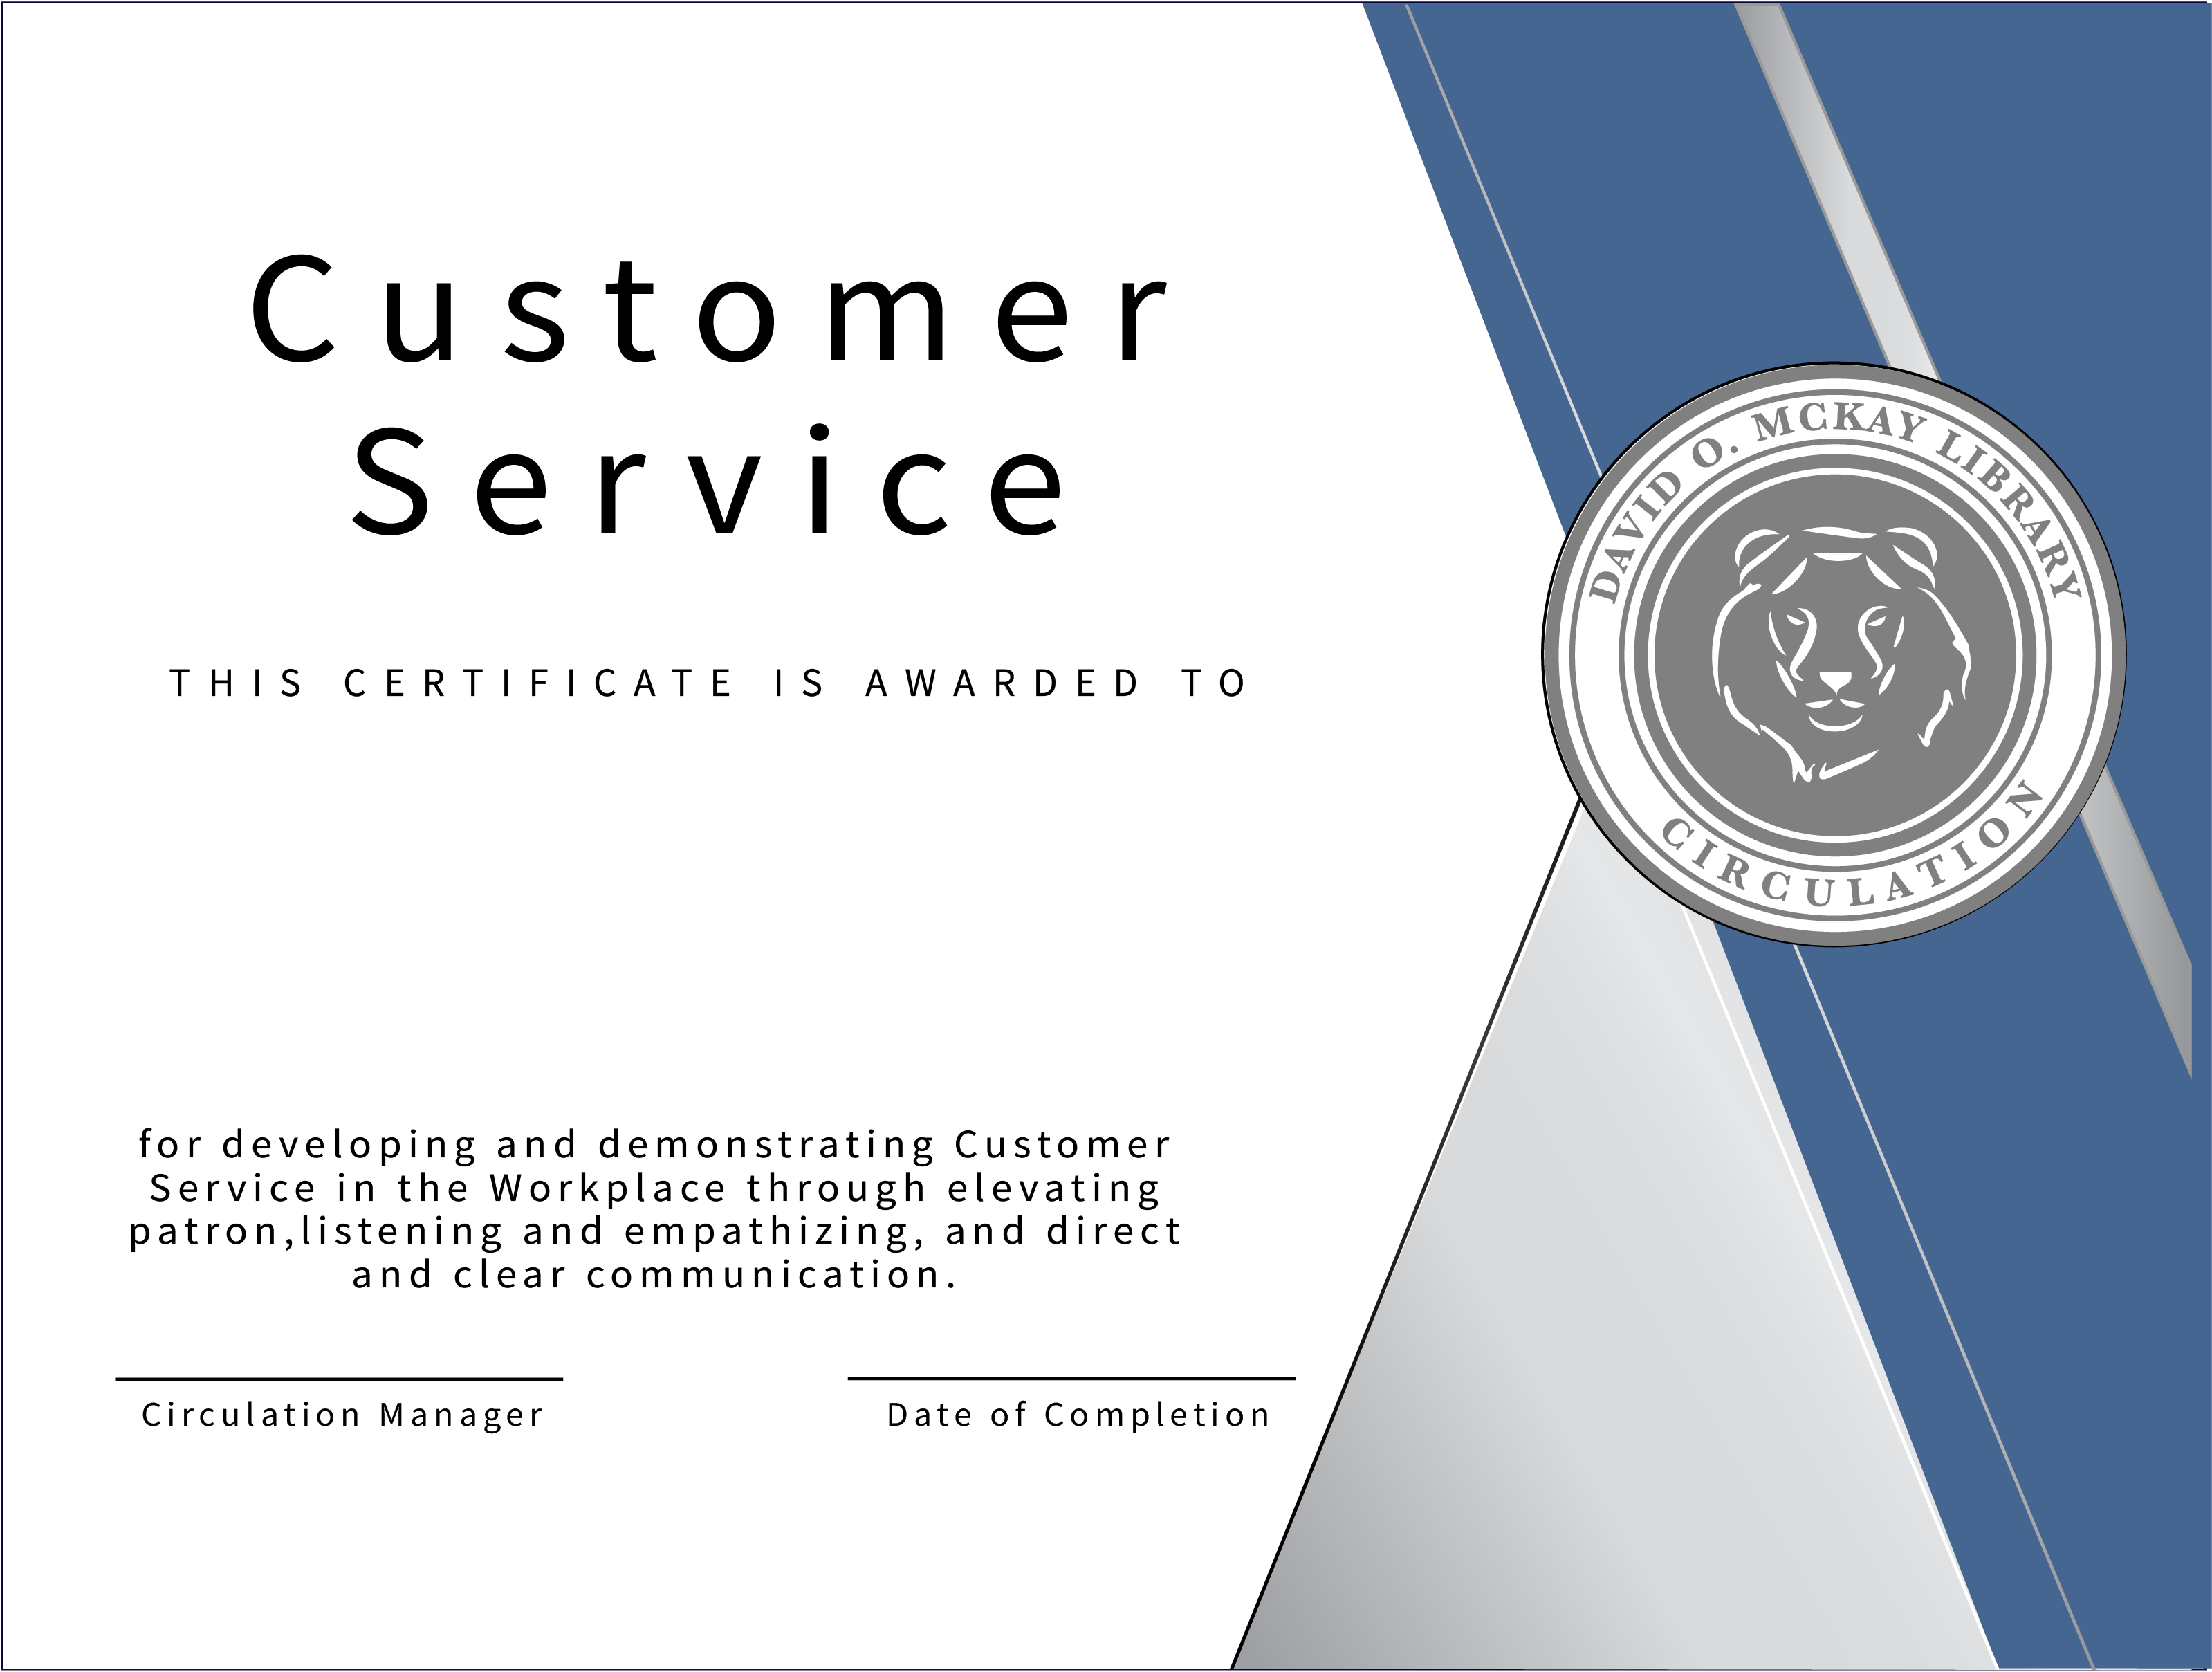 Customer
Service
THIS CERTIFICATE IS AWARDED TO
DAVID O. MCKAY LIBRARY
CIRCULATION
for developing and demonstrating Customer
Service in the Workplace through elevating
patron,listening and empathizing, and direct
and clear communication.
Circulation Manager
Date of Completion